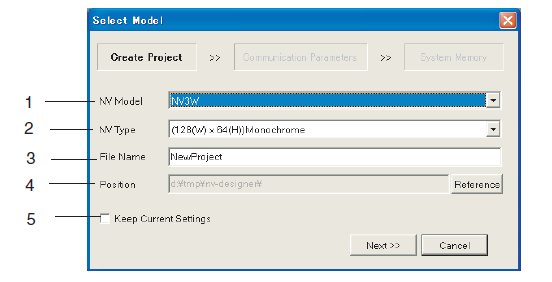 Select Model
Create Project >> Communication Parameters >> System Memory
1 NV Model NV3W
2 NV Type (128(W) x 64(H))Monochrome
3 File Name NewProject
4 Position d:¥tmp¥nv-designer¥ Reference
5 Keep Current Settings
Next >> Cancel